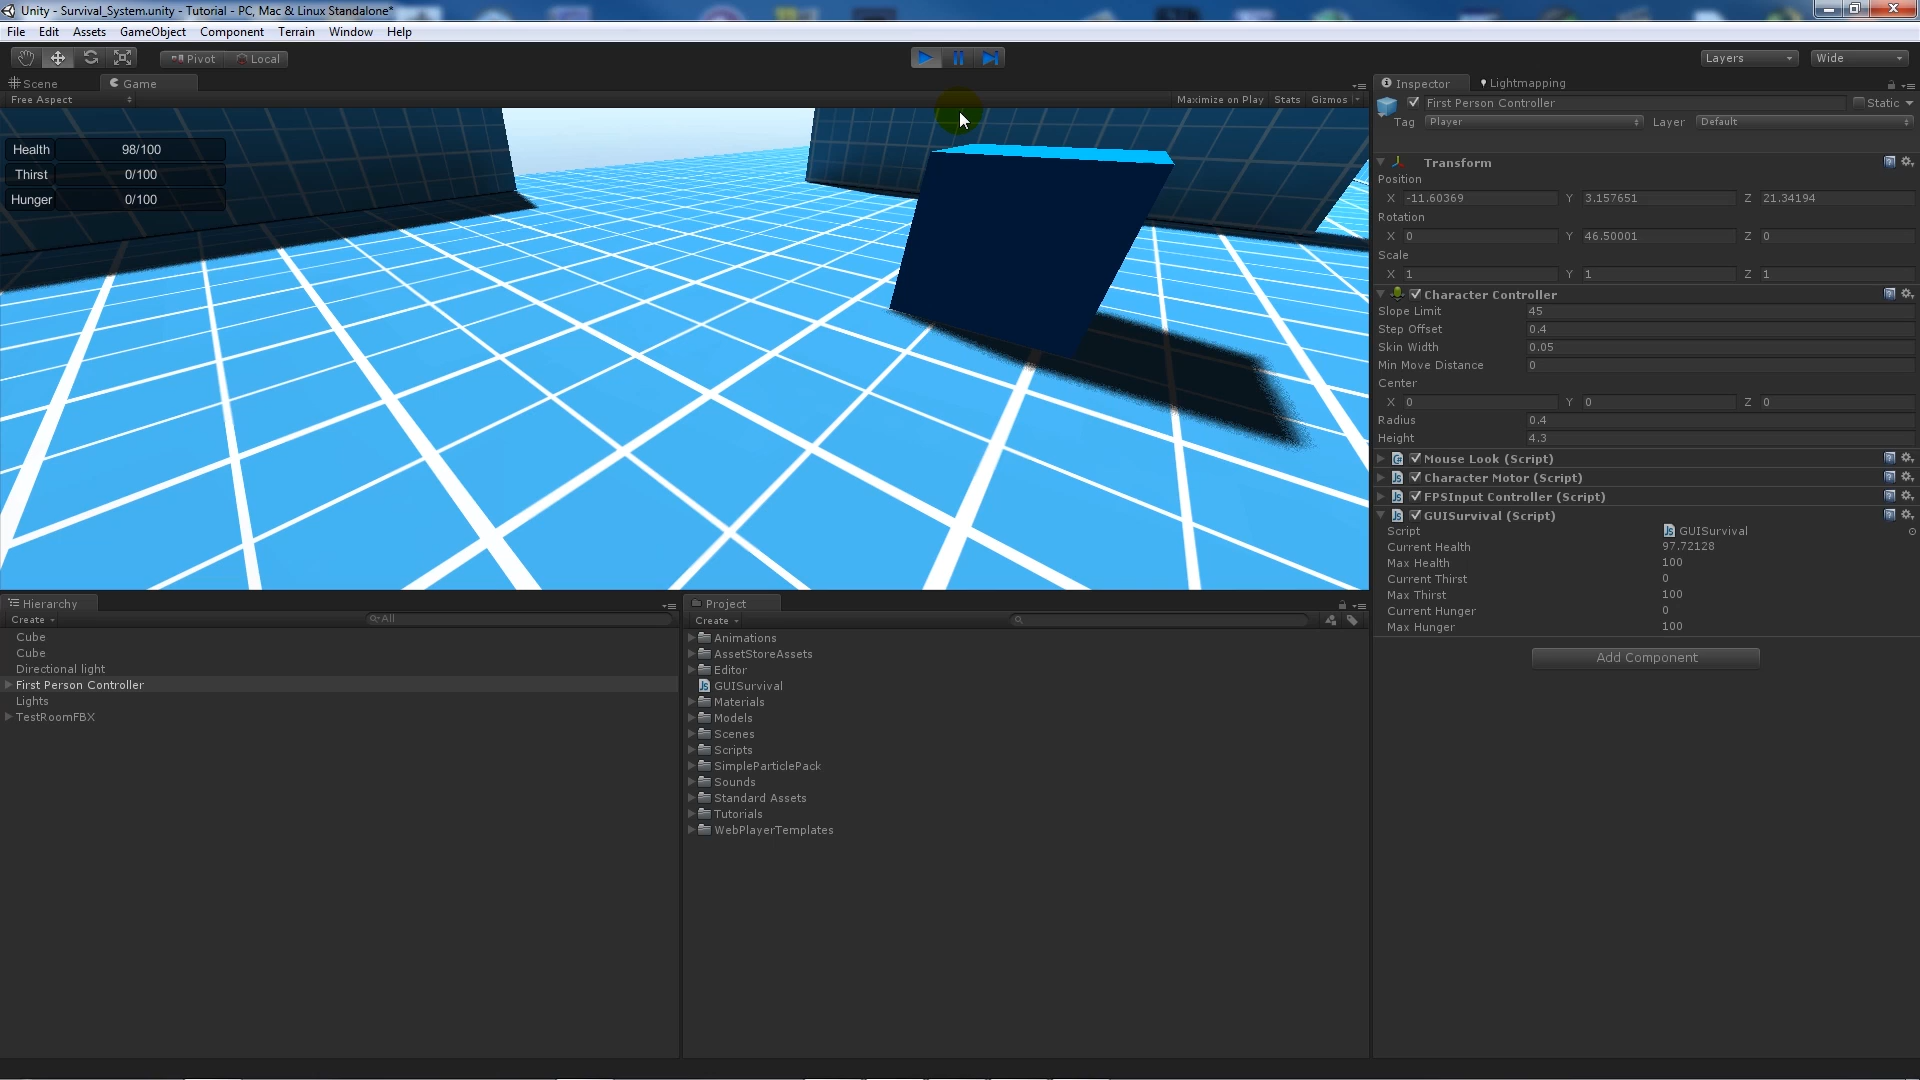 Unity - Survival_System.unity - Tutorial - PC, Mac & Linux Standalone*
File Edit Assets GameObject Component Terrain Window Help
Pivot Local Layers Wide
Scene Game
Free Aspect Maximize on Play Stats Gizmos
Health 98/100
Thirst 0/100
Hunger 0/100
Inspector Lightmapping
First Person Controller Static
Tag Player Layer Default
Transform
Position
X -11.60369 Y 3.157651 Z 21.34194
Rotation
X 0 Y 46.50001 Z 0
Scale
X 1 Y 1 Z 1
Character Controller
Slope Limit 45
Step Offset 0.4
Skin Width 0.05
Min Move Distance 0
Center
X 0 Y 0 Z 0
Radius 0.4
Height 4.3
Mouse Look (Script)
Character Motor (Script)
FPSInput Controller (Script)
GUISurvival (Script)
Script GUISurvival
Current Health 97.72128
Max Health 100
Current Thirst 0
Max Thirst 100
Current Hunger 0
Max Hunger 100
Add Component
Hierarchy
Create All
Cube
Cube
Directional light
First Person Controller
Lights
TestRoomFBX
Project
Create
Animations
AssetStoreAssets
Editor
GUISurvival
Materials
Models
Scenes
Scripts
SimpleParticlePack
Sounds
Standard Assets
Tutorials
WebPlayerTemplates